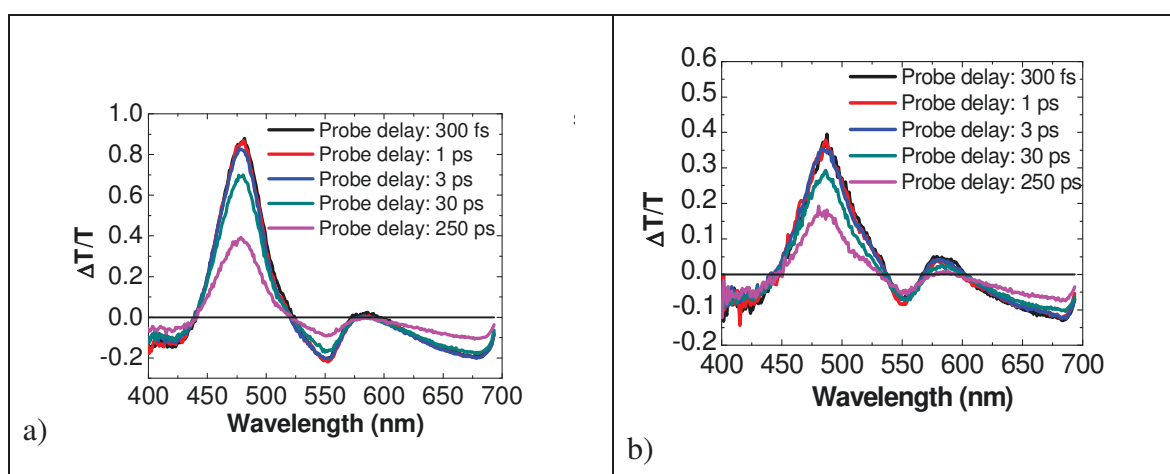 Probe delay: 300 fs
Probe delay: 1 ps
Probe delay: 3 ps
Probe delay: 30 ps
Probe delay: 250 ps
1.0
0.8
0.6
0.4
0.2
0.0
-0.2
ΔT/T
400 450 500 550 600 650 700
Wavelength (nm)
a)
Probe delay: 300 fs
Probe delay: 1 ps
Probe delay: 3 ps
Probe delay: 30 ps
Probe delay: 250 ps
0.6
0.5
0.4
0.3
0.2
0.1
0.0
-0.1
-0.2
ΔT/T
400 450 500 550 600 650 700
Wavelength (nm)
b)